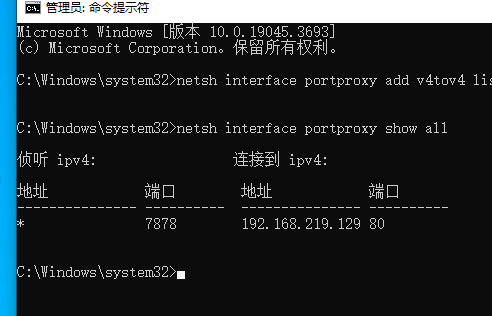 管理员: 命令提示符
Microsoft Windows [版本 10.0.19045.3693]
(c) Microsoft Corporation。保留所有权利。
C:\Windows\system32>netsh interface portproxy add v4tov4 lis
C:\Windows\system32>netsh interface portproxy show all
侦听 ipv4:                 连接到 ipv4:
地址            端口        地址            端口
--------------- ----------  --------------- ----------
*               7878        192.168.219.129 80
C:\Windows\system32>